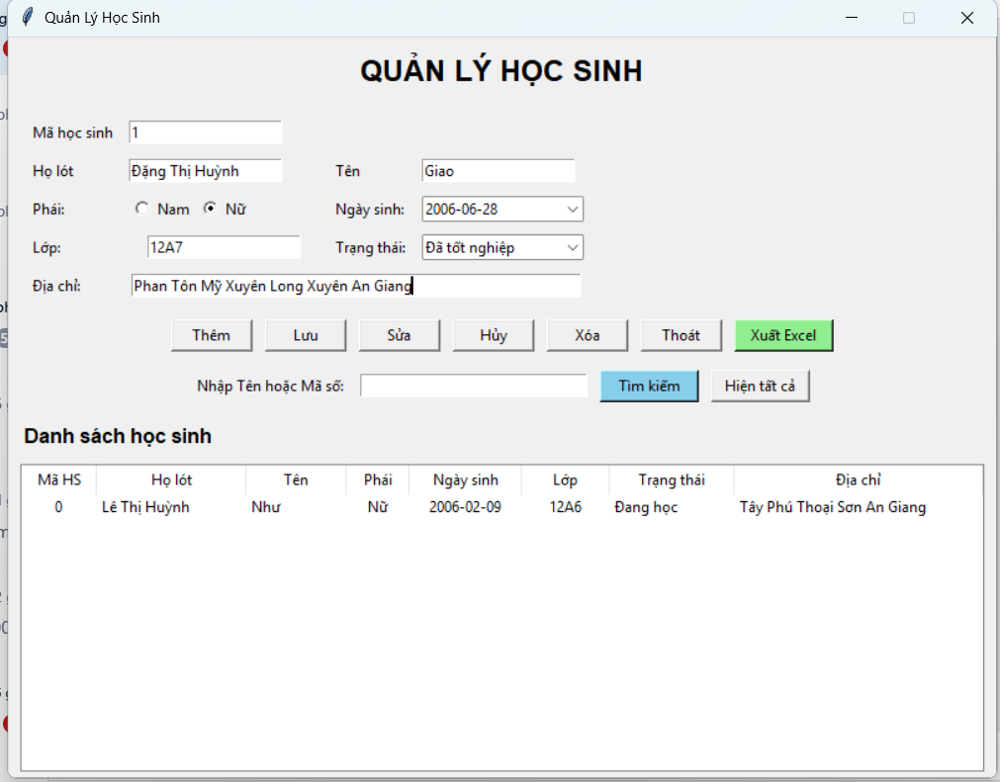 Quản Lý Học Sinh
QUẢN LÝ HỌC SINH
Mã học sinh 1
Họ lót Đặng Thị Huỳnh Tên Giao
Phái: Nam Nữ Ngày sinh: 2006-06-28
Lớp: 12A7 Trạng thái: Đã tốt nghiệp
Địa chỉ: Phan Tôn Mỹ Xuyên Long Xuyên An Giang
Thêm Lưu Sửa Hủy Xóa Thoát Xuất Excel
Nhập Tên hoặc Mã số: Tìm kiếm Hiện tất cả
Danh sách học sinh
Mã HS Họ lót Tên Phái Ngày sinh Lớp Trạng thái Địa chỉ
0 Lê Thị Huỳnh Như Nữ 2006-02-09 12A6 Đang học Tây Phú Thoại Sơn An Giang